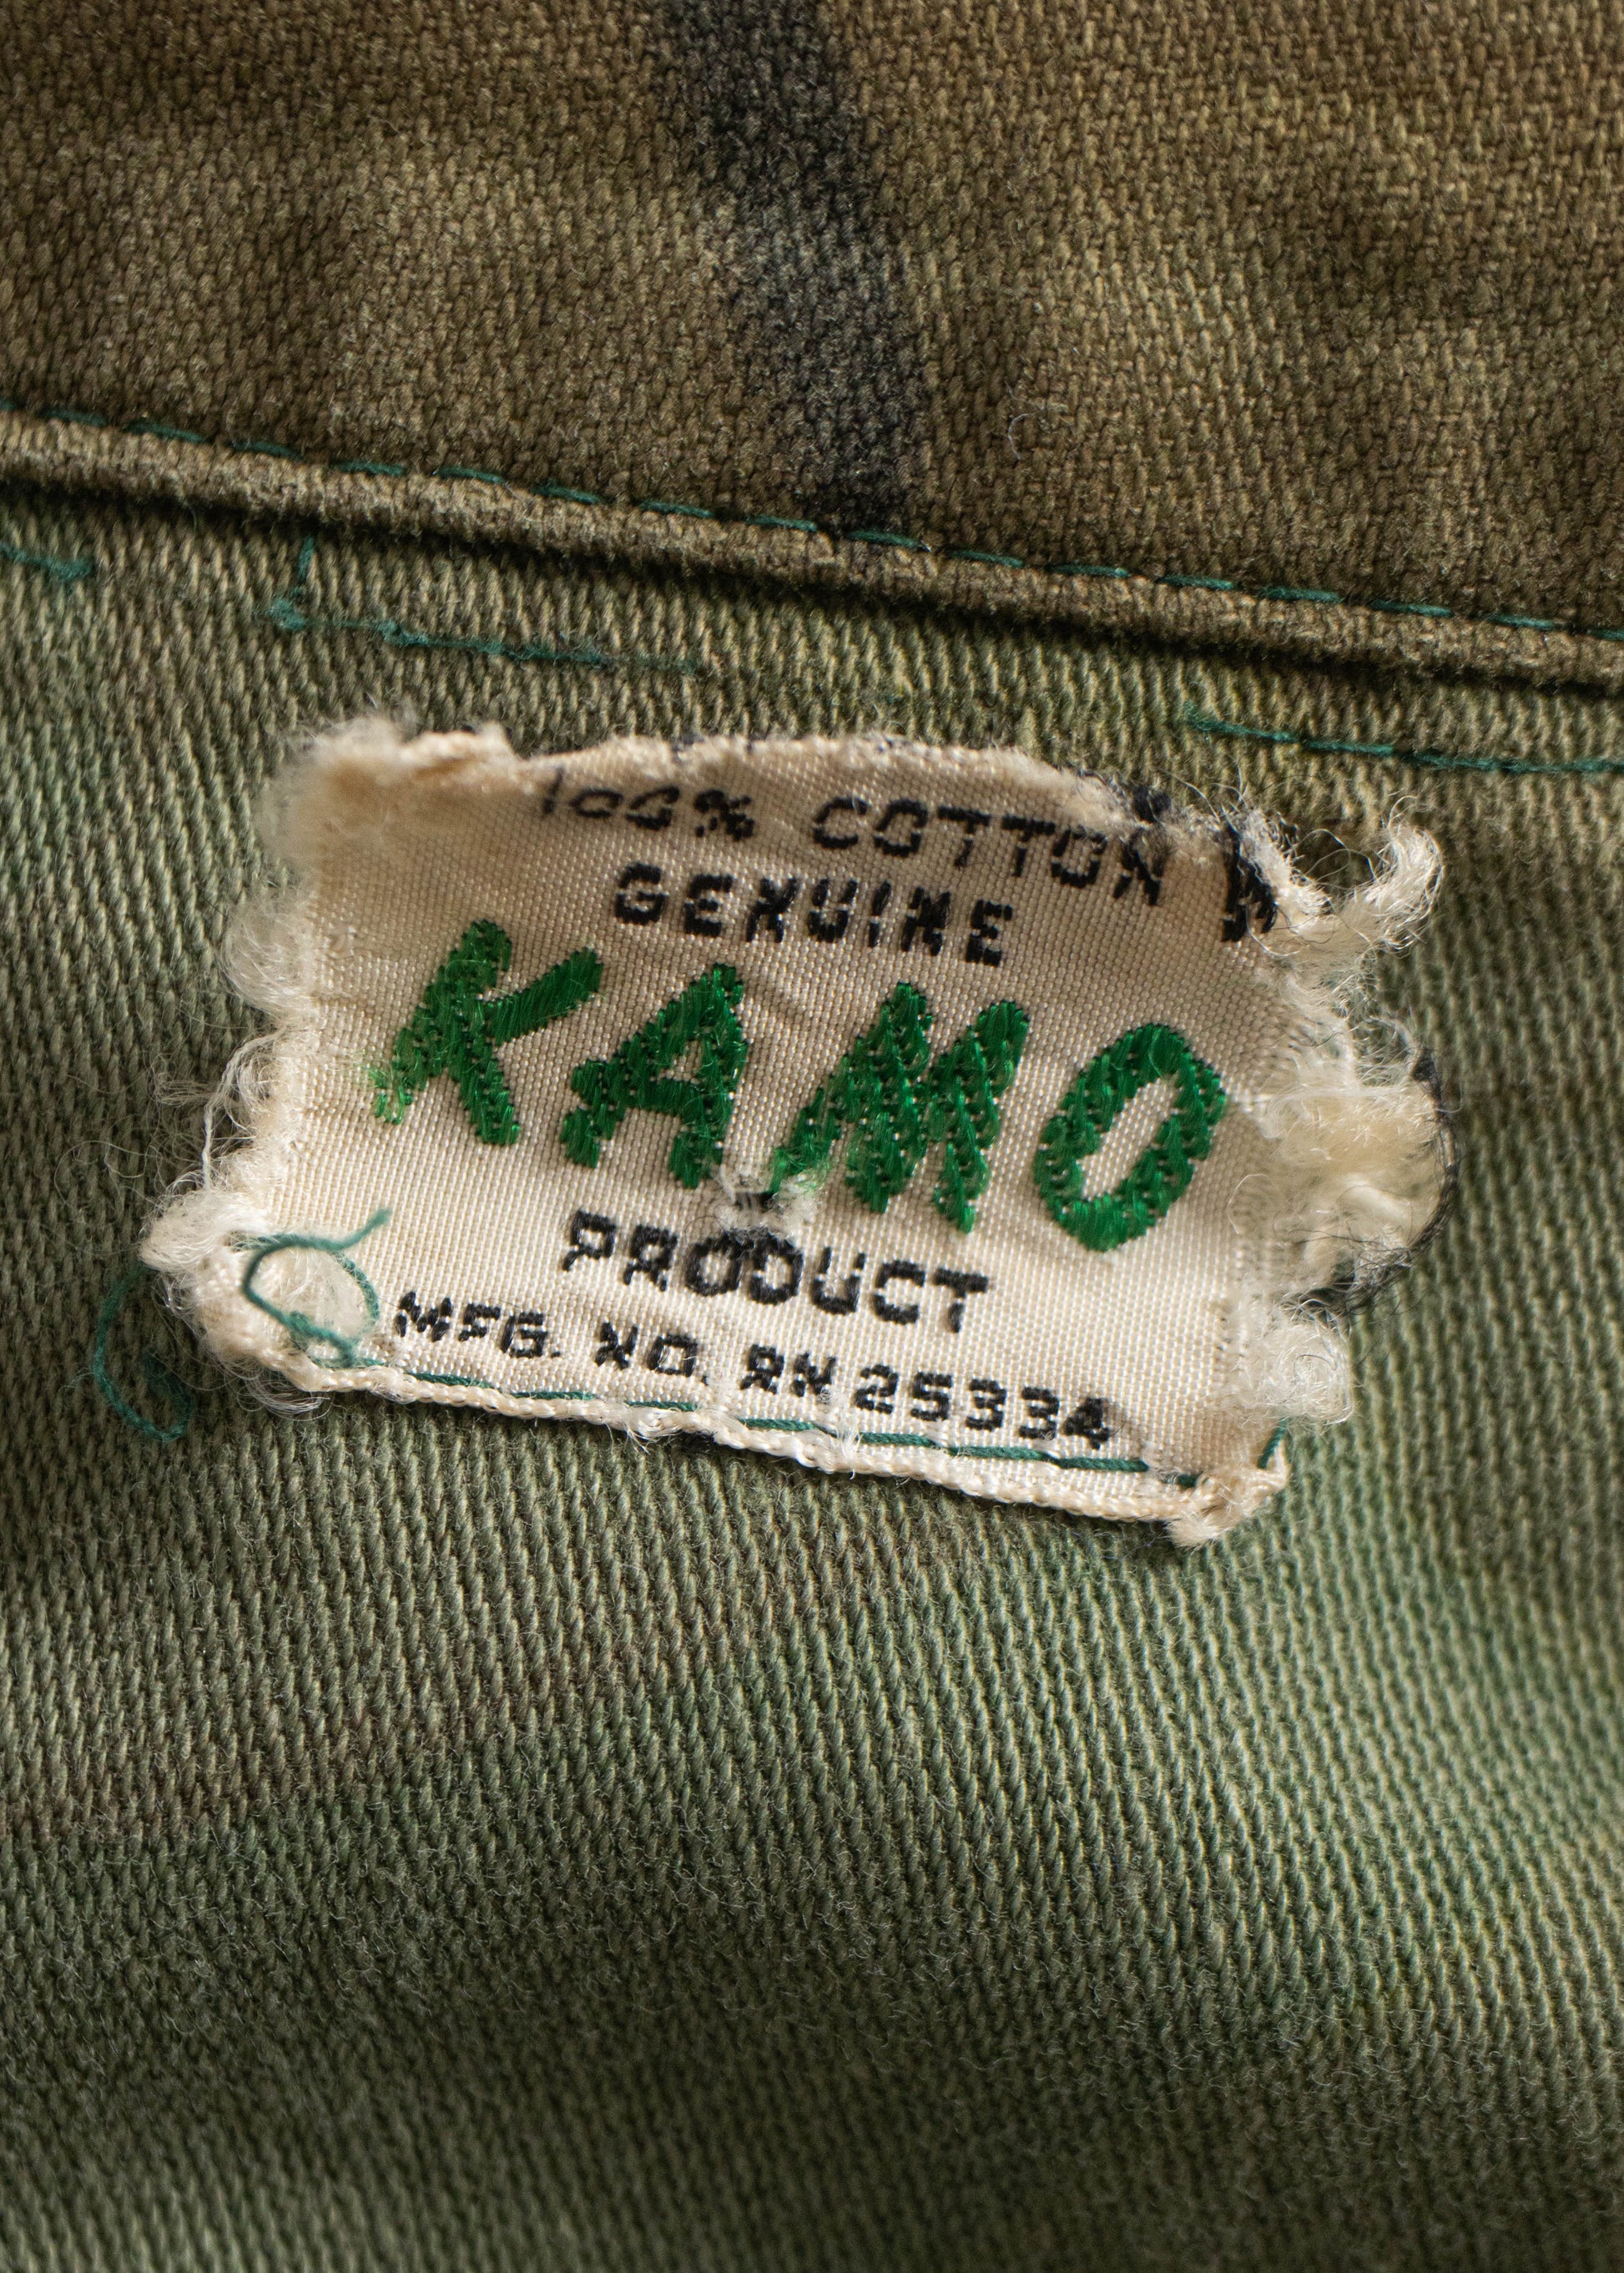 100% COTTON
GENUINE
KAMO
PRODUCT
MFG. NO. RN 25334